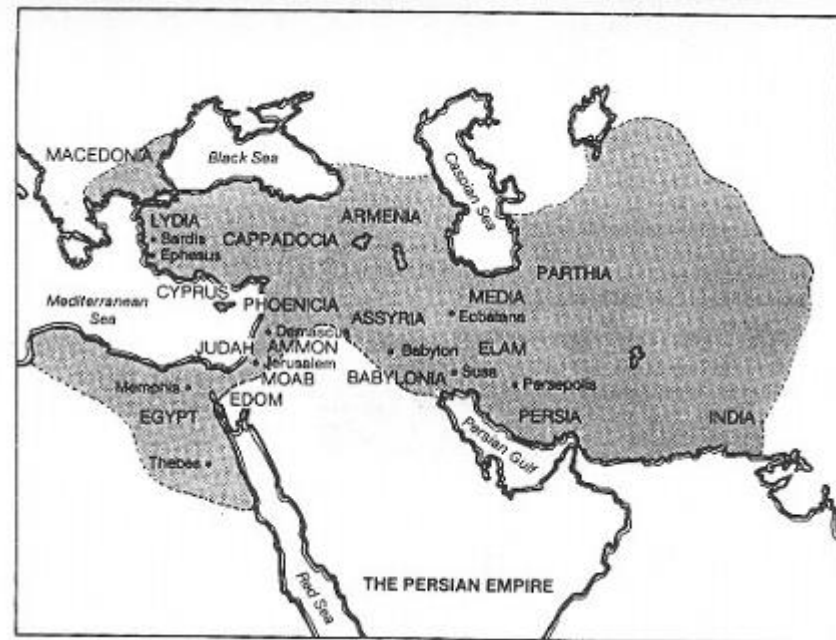 MACEDONIA
Black Sea
Caspian Sea
LYDIA
Sardis
Ephesus
CAPPADOCIA
ARMENIA
PARTHIA
CYPRUS
Mediterranean
Sea
PHOENICIA
ASSYRIA
MEDIA
Ecbatana
Damascus
JUDAH
AMMON
Jerusalem
MOAB
Babylon
BABYLONIA
ELAM
Susa
Persepolis
Memphis
EDOM
EGYPT
PERSIA
INDIA
Persian Gulf
Thebes
Red Sea
THE PERSIAN EMPIRE